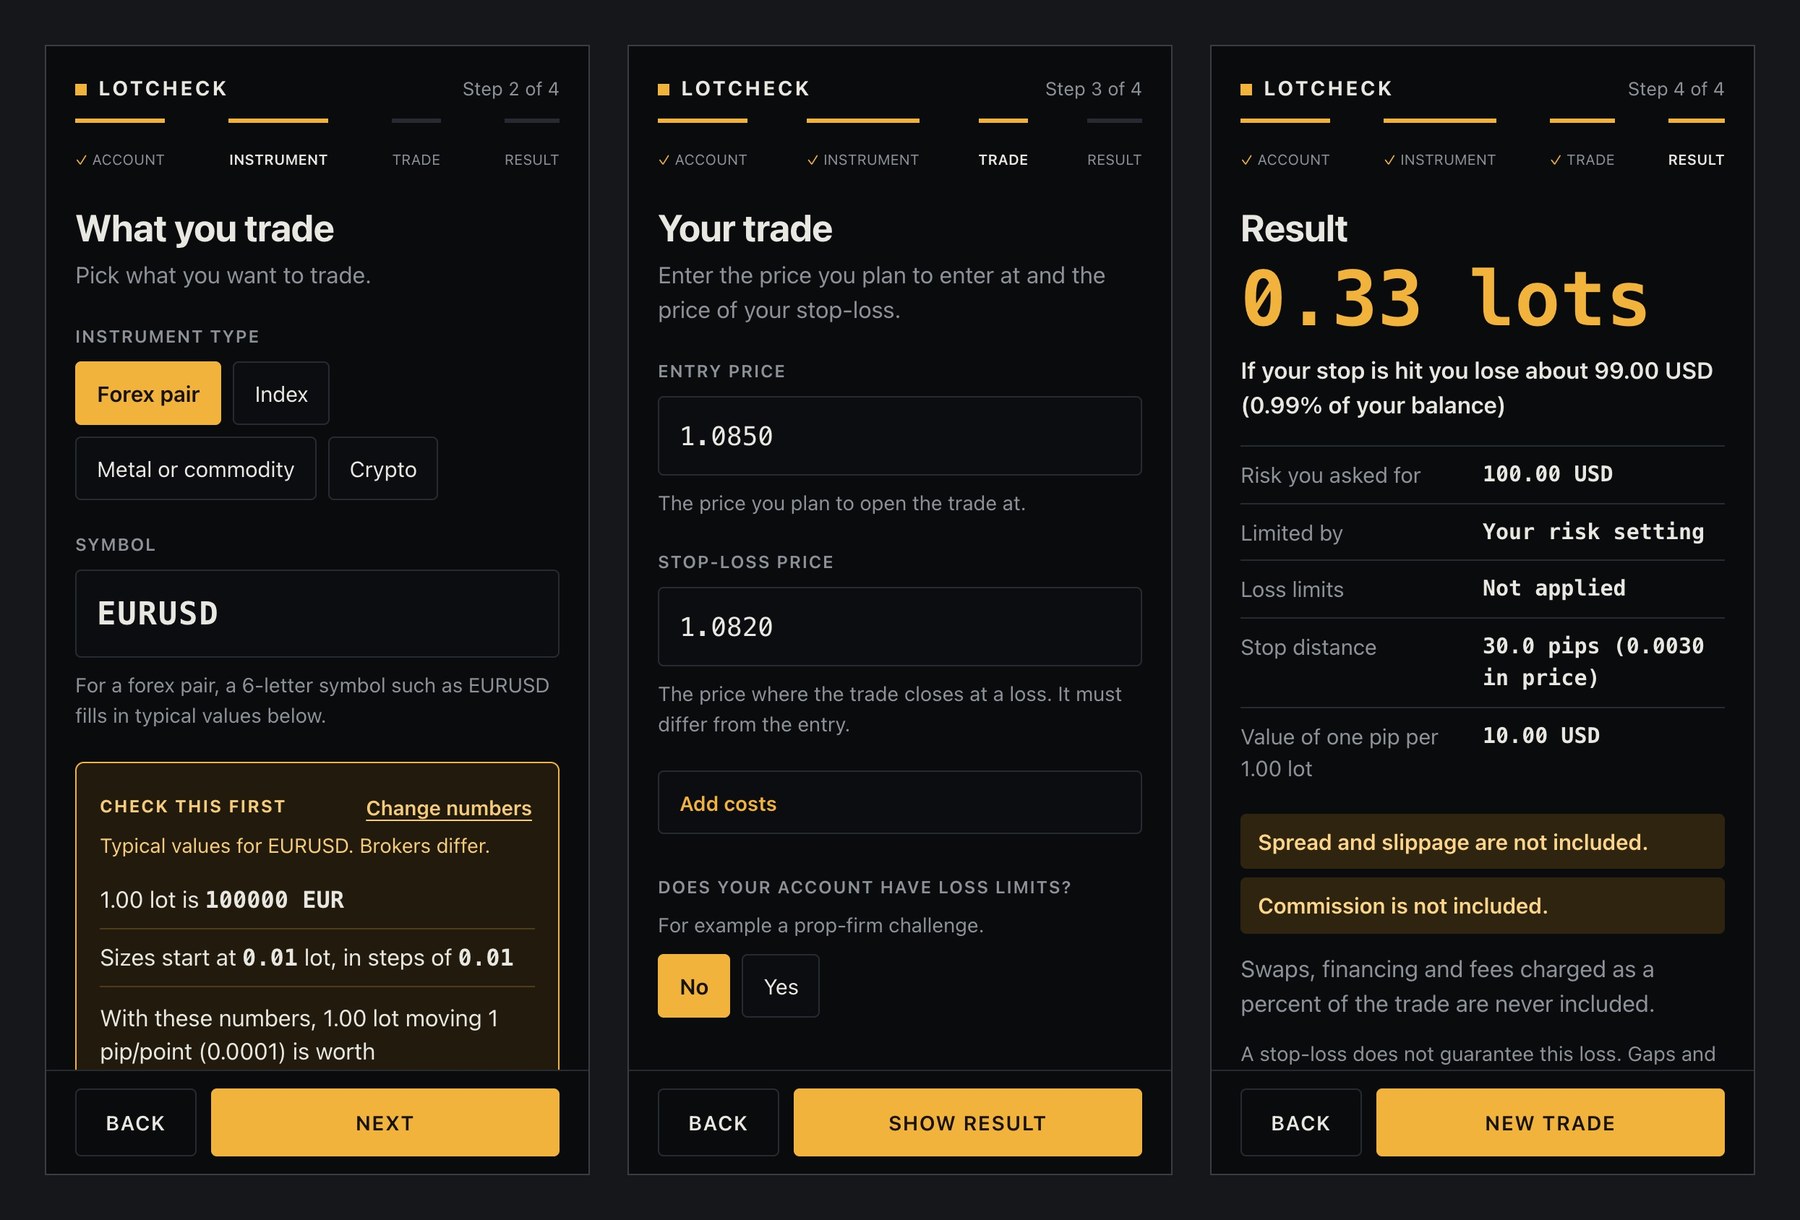 LOTCHECK
Step 2 of 4
✓ ACCOUNT
INSTRUMENT
TRADE
RESULT
What you trade
Pick what you want to trade.
INSTRUMENT TYPE
Forex pair
Index
Metal or commodity
Crypto
SYMBOL
EURUSD
For a forex pair, a 6-letter symbol such as EURUSD
fills in typical values below.
CHECK THIS FIRST
Change numbers
Typical values for EURUSD. Brokers differ.
1.00 lot is 100000 EUR
Sizes start at 0.01 lot, in steps of 0.01
With these numbers, 1.00 lot moving 1
pip/point (0.0001) is worth
BACK
NEXT
LOTCHECK
Step 3 of 4
✓ ACCOUNT
✓ INSTRUMENT
TRADE
RESULT
Your trade
Enter the price you plan to enter at and the
price of your stop-loss.
ENTRY PRICE
1.0850
The price you plan to open the trade at.
STOP-LOSS PRICE
1.0820
The price where the trade closes at a loss. It must
differ from the entry.
Add costs
DOES YOUR ACCOUNT HAVE LOSS LIMITS?
For example a prop-firm challenge.
No
Yes
BACK
SHOW RESULT
LOTCHECK
Step 4 of 4
✓ ACCOUNT
✓ INSTRUMENT
✓ TRADE
RESULT
Result
0.33 lots
If your stop is hit you lose about 99.00 USD
(0.99% of your balance)
Risk you asked for
100.00 USD
Limited by
Your risk setting
Loss limits
Not applied
Stop distance
30.0 pips (0.0030
in price)
Value of one pip per
1.00 lot
10.00 USD
Spread and slippage are not included.
Commission is not included.
Swaps, financing and fees charged as a
percent of the trade are never included.
A stop-loss does not guarantee this loss. Gaps and
BACK
NEW TRADE